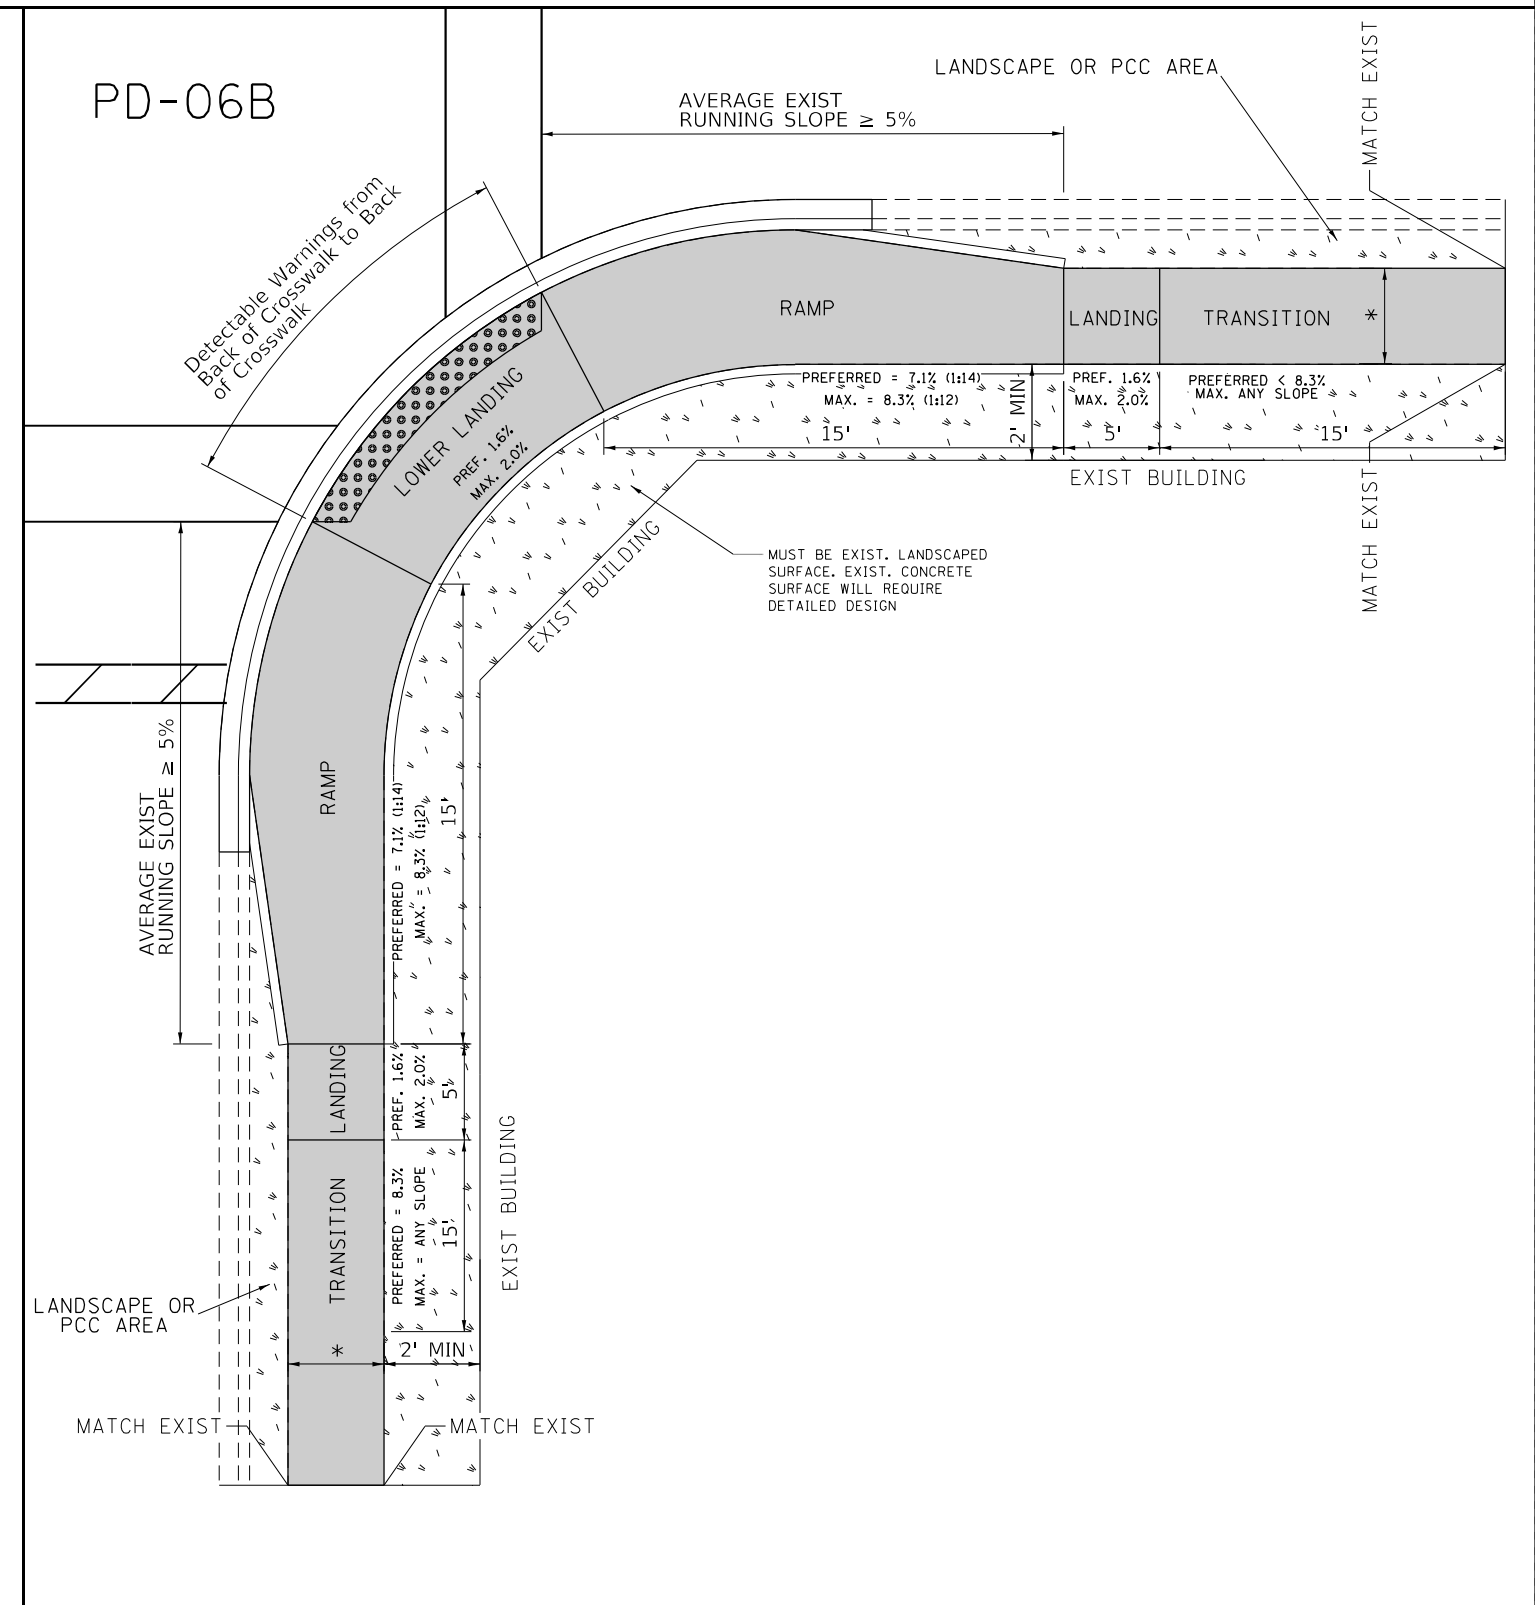 PD-06B
LANDSCAPE OR PCC AREA
MATCH EXIST
AVERAGE EXIST
RUNNING SLOPE ≥ 5%
Detectable Warnings from
Back of Crosswalk to Back
of Crosswalk
RAMP
LANDING
TRANSITION
*
PREFERRED = 7.1% (1:14)
MAX. = 8.3% (1:12)
2' MIN
PREF. 1.6%
MAX. 2.0%
PREFERRED < 8.3%
MAX. ANY SLOPE
15'
5'
15'
EXIST BUILDING
MATCH EXIST
LOWER LANDING
PREF. 1.6%
MAX. 2.0%
EXIST BUILDING
MUST BE EXIST. LANDSCAPED
SURFACE. EXIST. CONCRETE
SURFACE WILL REQUIRE
DETAILED DESIGN
AVERAGE EXIST
RUNNING SLOPE ≥ 5%
RAMP
PREFERRED = 7.1% (1:14)
MAX. = 8.3% (1:12)
15'
LANDING
PREF. 1.6%
MAX. 2.0%
5'
TRANSITION
PREFERRED = 8.3%
MAX. = ANY SLOPE
15'
EXIST BUILDING
LANDSCAPE OR
PCC AREA
*
2' MIN
MATCH EXIST
MATCH EXIST